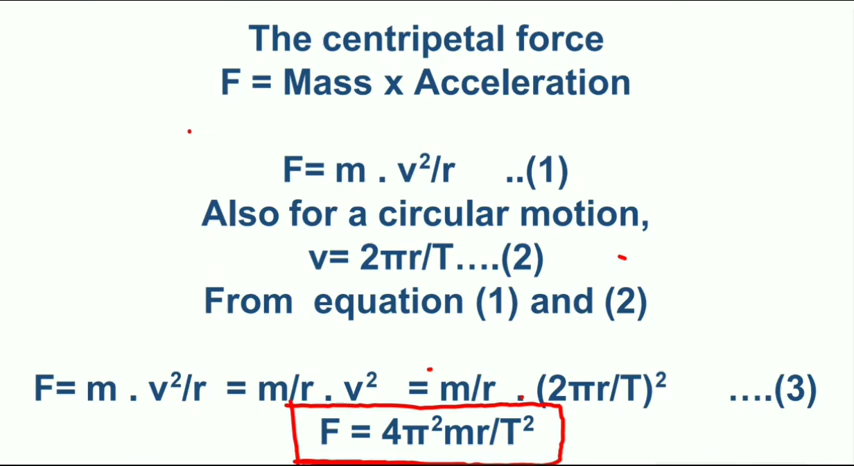 The centripetal force
F = Mass x Acceleration
F= m . v²/r ..(1)
Also for a circular motion,
v= 2πr/T....(2)
From equation (1) and (2)
F= m . v²/r = m/r . v² = m/r . (2πr/T)² ....(3)
F = 4π²mr/T²